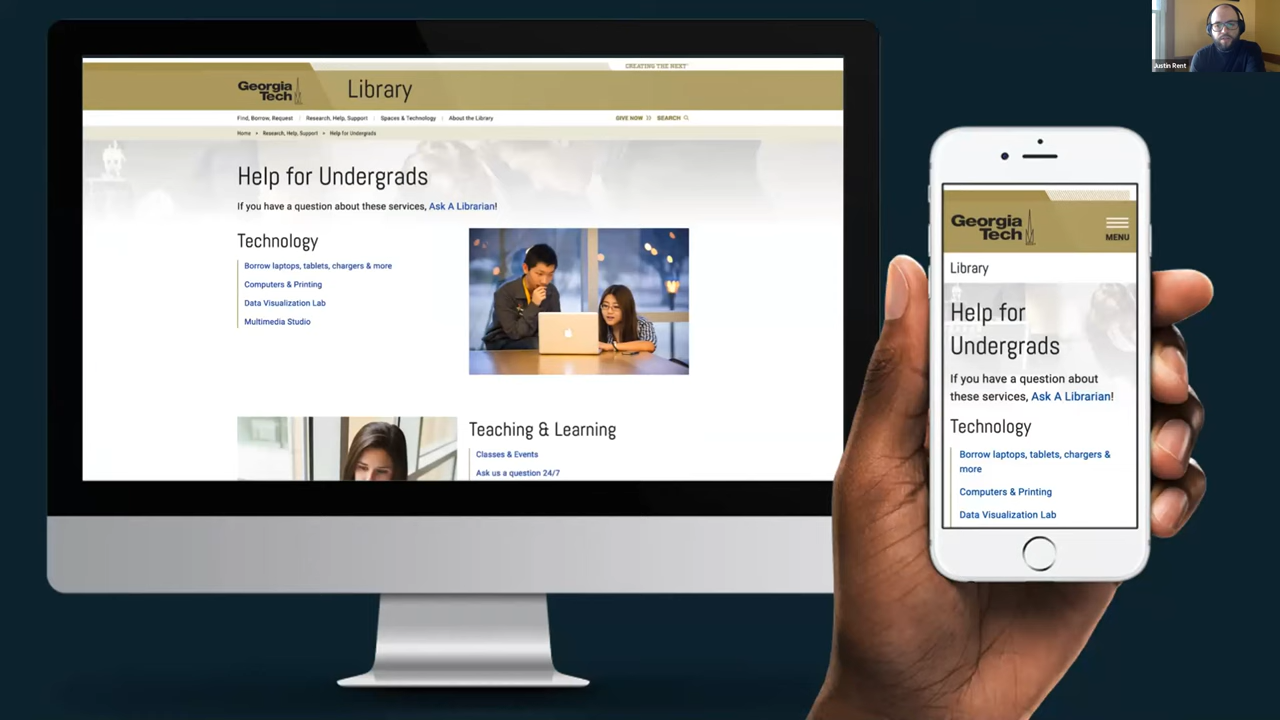 CREATING THE NEXT
Georgia
Tech
Library
Find, Borrow, Request Research, Help, Support Spaces & Technology About the Library GIVE NOW SEARCH
Home Research, Help, Support Help for Undergrads
Help for Undergrads
If you have a question about these services, Ask A Librarian!
Technology
Borrow laptops, tablets, chargers & more
Computers & Printing
Data Visualization Lab
Multimedia Studio
Teaching & Learning
Classes & Events
Ask us a question 24/7
Georgia
Tech
MENU
Library
Help for
Undergrads
If you have a question about
these services, Ask A Librarian!
Technology
Borrow laptops, tablets, chargers &
more
Computers & Printing
Data Visualization Lab
Justin Rent